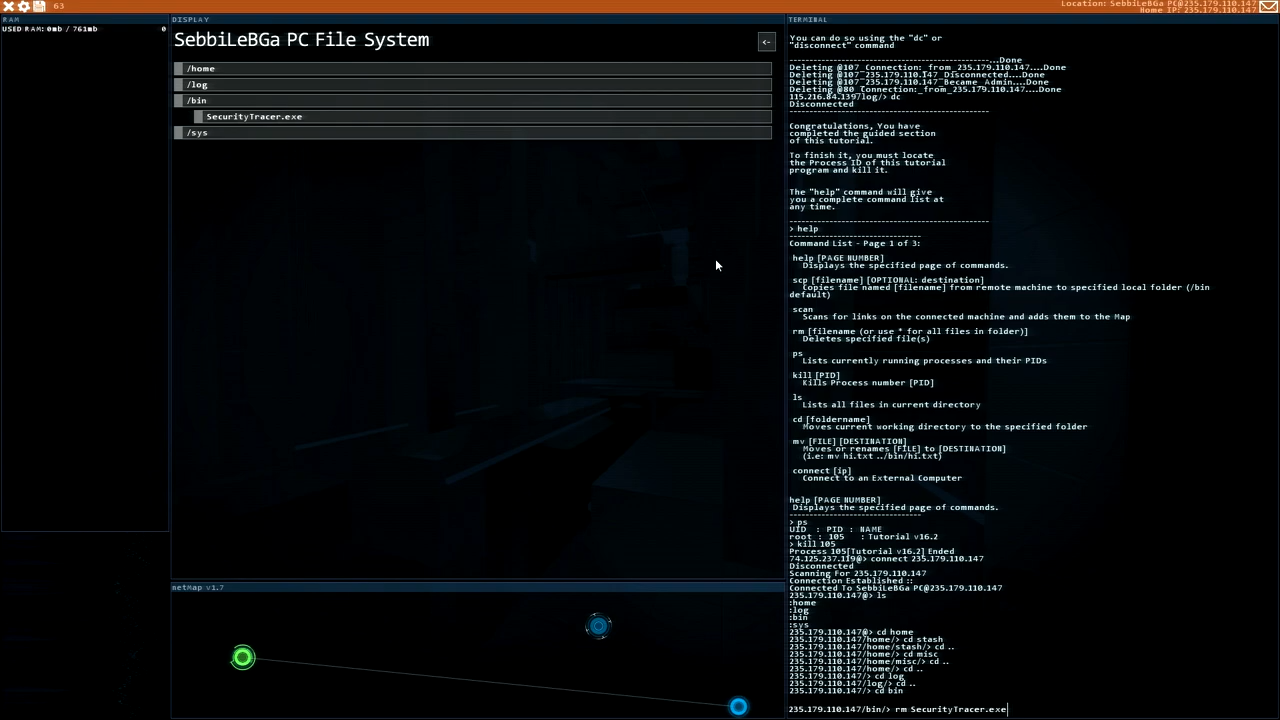 63
Location: SebbiLeBGa PC@235.179.110.147
Home IP: 235.179.110.147
RAM
USED RAM: 0mb / 761mb 0
DISPLAY
SebbiLeBGa PC File System
<-
/home
/log
/bin
SecurityTracer.exe
/sys
netMap v1.7
TERMINAL
You can do so using the "dc" or
"disconnect" command
---------------------------------------------------...Done
Deleting @107_Connection:_from_235.179.110.147....Done
Deleting @107_235.179.110.147_Disconnected....Done
Deleting @107_235.179.110.147_Became_Admin....Done
Deleting @80_Connection:_from_235.179.110.147....Done
115.216.84.139/log/> dc
Disconnected
--------------------------------------------------
Congratulations, You have
completed the guided section
of this tutorial.
To finish it, you must locate
the Process ID of this tutorial
program and kill it.
The "help" command will give
you a complete command list at
any time.
--------------------------------------------------
> help
---------------------------------
Command List - Page 1 of 3:
help [PAGE NUMBER]
Displays the specified page of commands.
scp [filename] [OPTIONAL: destination]
Copies file named [filename] from remote machine to specified local folder (/bin
default)
scan
Scans for links on the connected machine and adds them to the Map
rm [filename (or use * for all files in folder)]
Deletes specified file(s)
ps
Lists currently running processes and their PIDs
kill [PID]
Kills Process number [PID]
ls
Lists all files in current directory
cd [foldername]
Moves current working directory to the specified folder
mv [FILE] [DESTINATION]
Moves or renames [FILE] to [DESTINATION]
(i.e: mv hi.txt ../bin/hi.txt)
connect [ip]
Connect to an External Computer
help [PAGE NUMBER]
Displays the specified page of commands.
---------------------------------
> ps
UID : PID : NAME
root : 105 : Tutorial v16.2
> kill 105
Process 105[Tutorial v16.2] Ended
74.125.237.119@> connect 235.179.110.147
Disconnected
Scanning For 235.179.110.147
Connection Established ::
Connected To SebbiLeBGa PC@235.179.110.147
235.179.110.147@> ls
:home
:log
:bin
:sys
235.179.110.147@> cd home
235.179.110.147/home/> cd stash
235.179.110.147/home/stash/> cd ..
235.179.110.147/home/> cd misc
235.179.110.147/home/misc/> cd ..
235.179.110.147/home/> cd ..
235.179.110.147/> cd log
235.179.110.147/log/> cd ..
235.179.110.147/> cd bin
235.179.110.147/bin/> rm SecurityTracer.exe